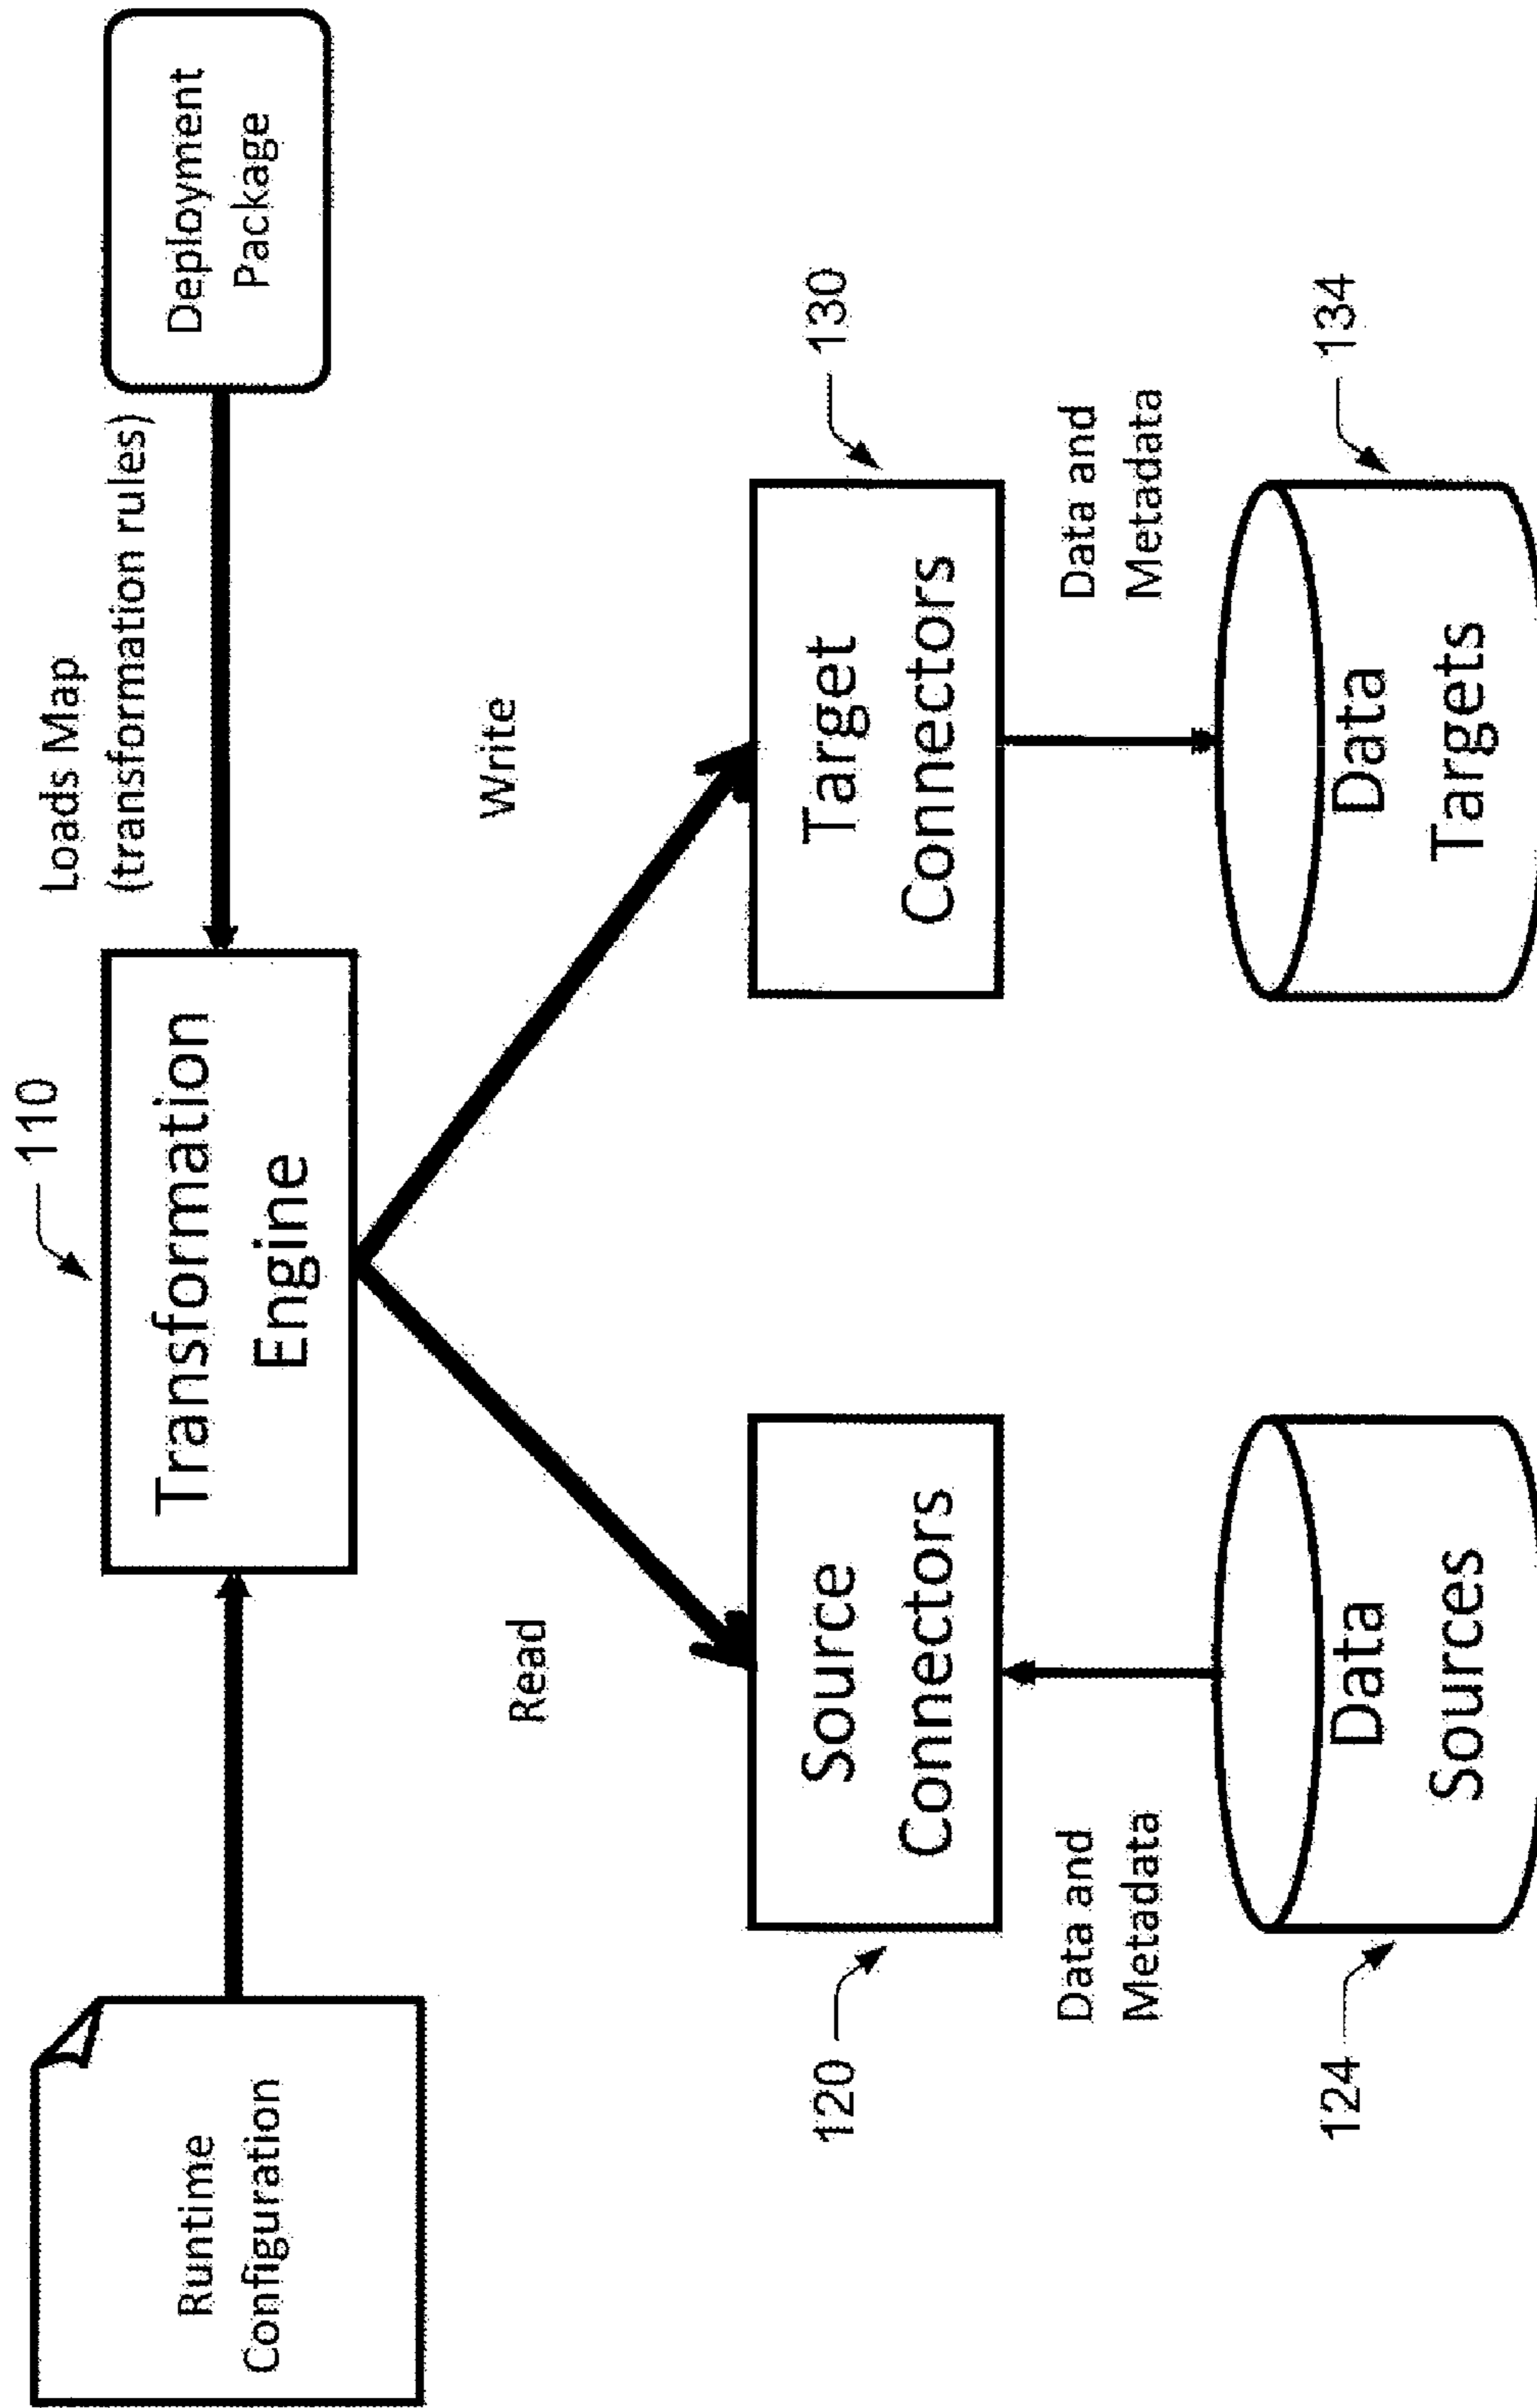 110
Loads Map
(transformation rules)
Runtime
Configuration
Transformation
Engine
Deployment
Package
Read
Write
120
Source
Connectors
Target
Connectors
130
Data and
Metadata
Data and
Metadata
124
Data
Sources
Data
Targets
134